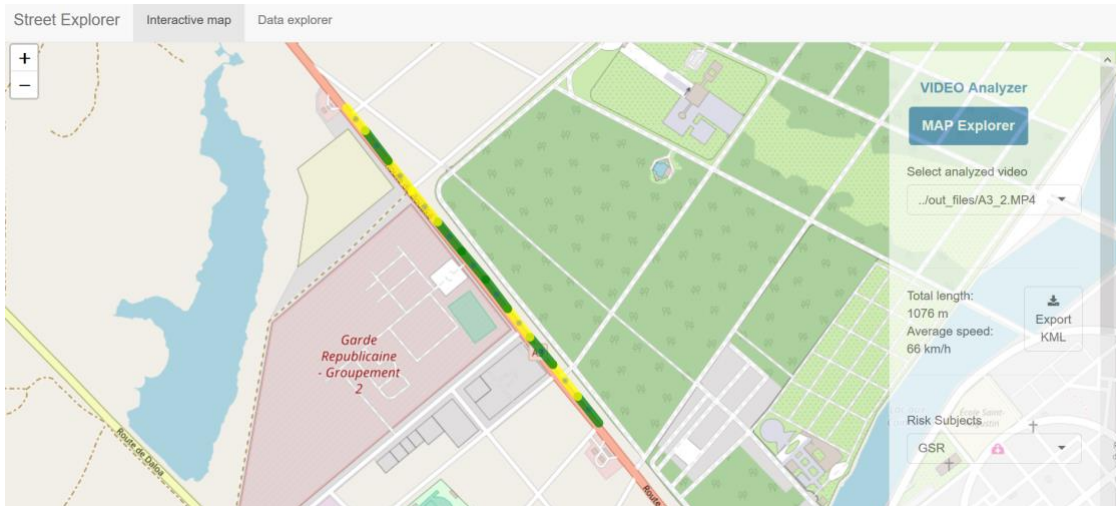 Street Explorer Interactive map Data explorer
+
−
VIDEO Analyzer
MAP Explorer
Select analyzed video
../out_files/A3_2.MP4
Total length:
1076 m
Average speed:
66 km/h
Export
KML
Garde
Republicaine
- Groupement
2
Route de Daloa
Route
Risk Subjects
GSR